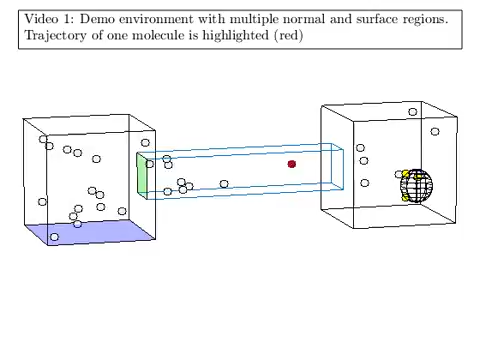 Video 1: Demo environment with multiple normal and surface regions.
Trajectory of one molecule is highlighted (red)